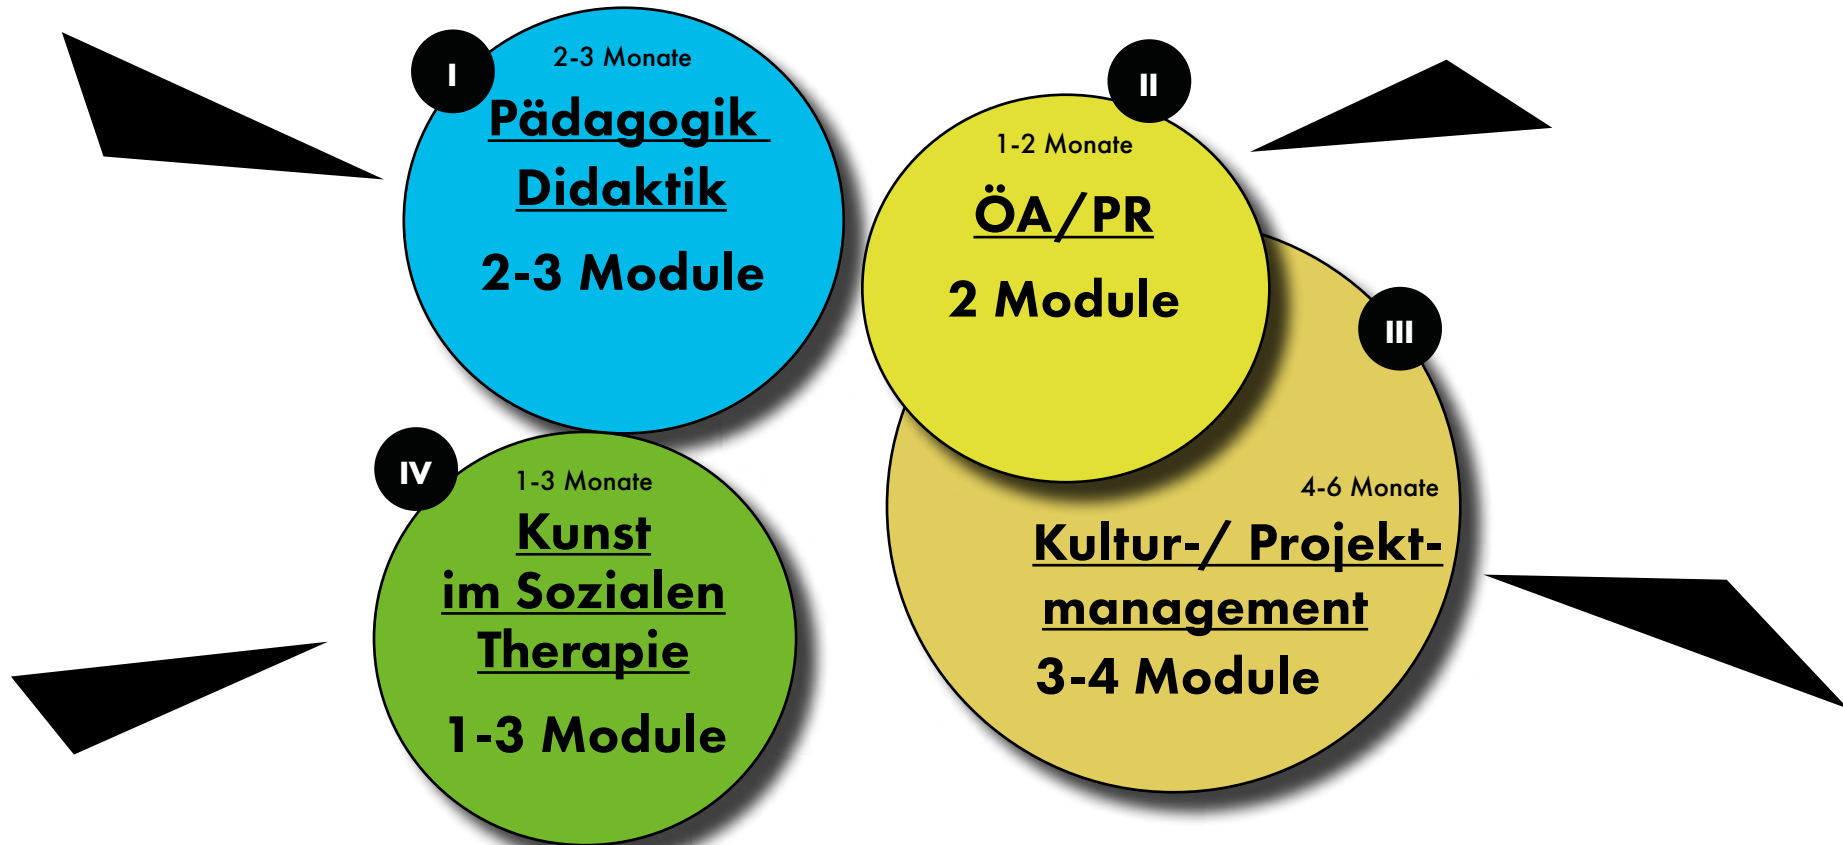 I
2-3 Monate
Pädagogik
Didaktik
2-3 Module
II
1-2 Monate
ÖA/PR
2 Module
III
4-6 Monate
Kultur-/ Projekt-
management
3-4 Module
IV
1-3 Monate
Kunst
im Sozialen
Therapie
1-3 Module